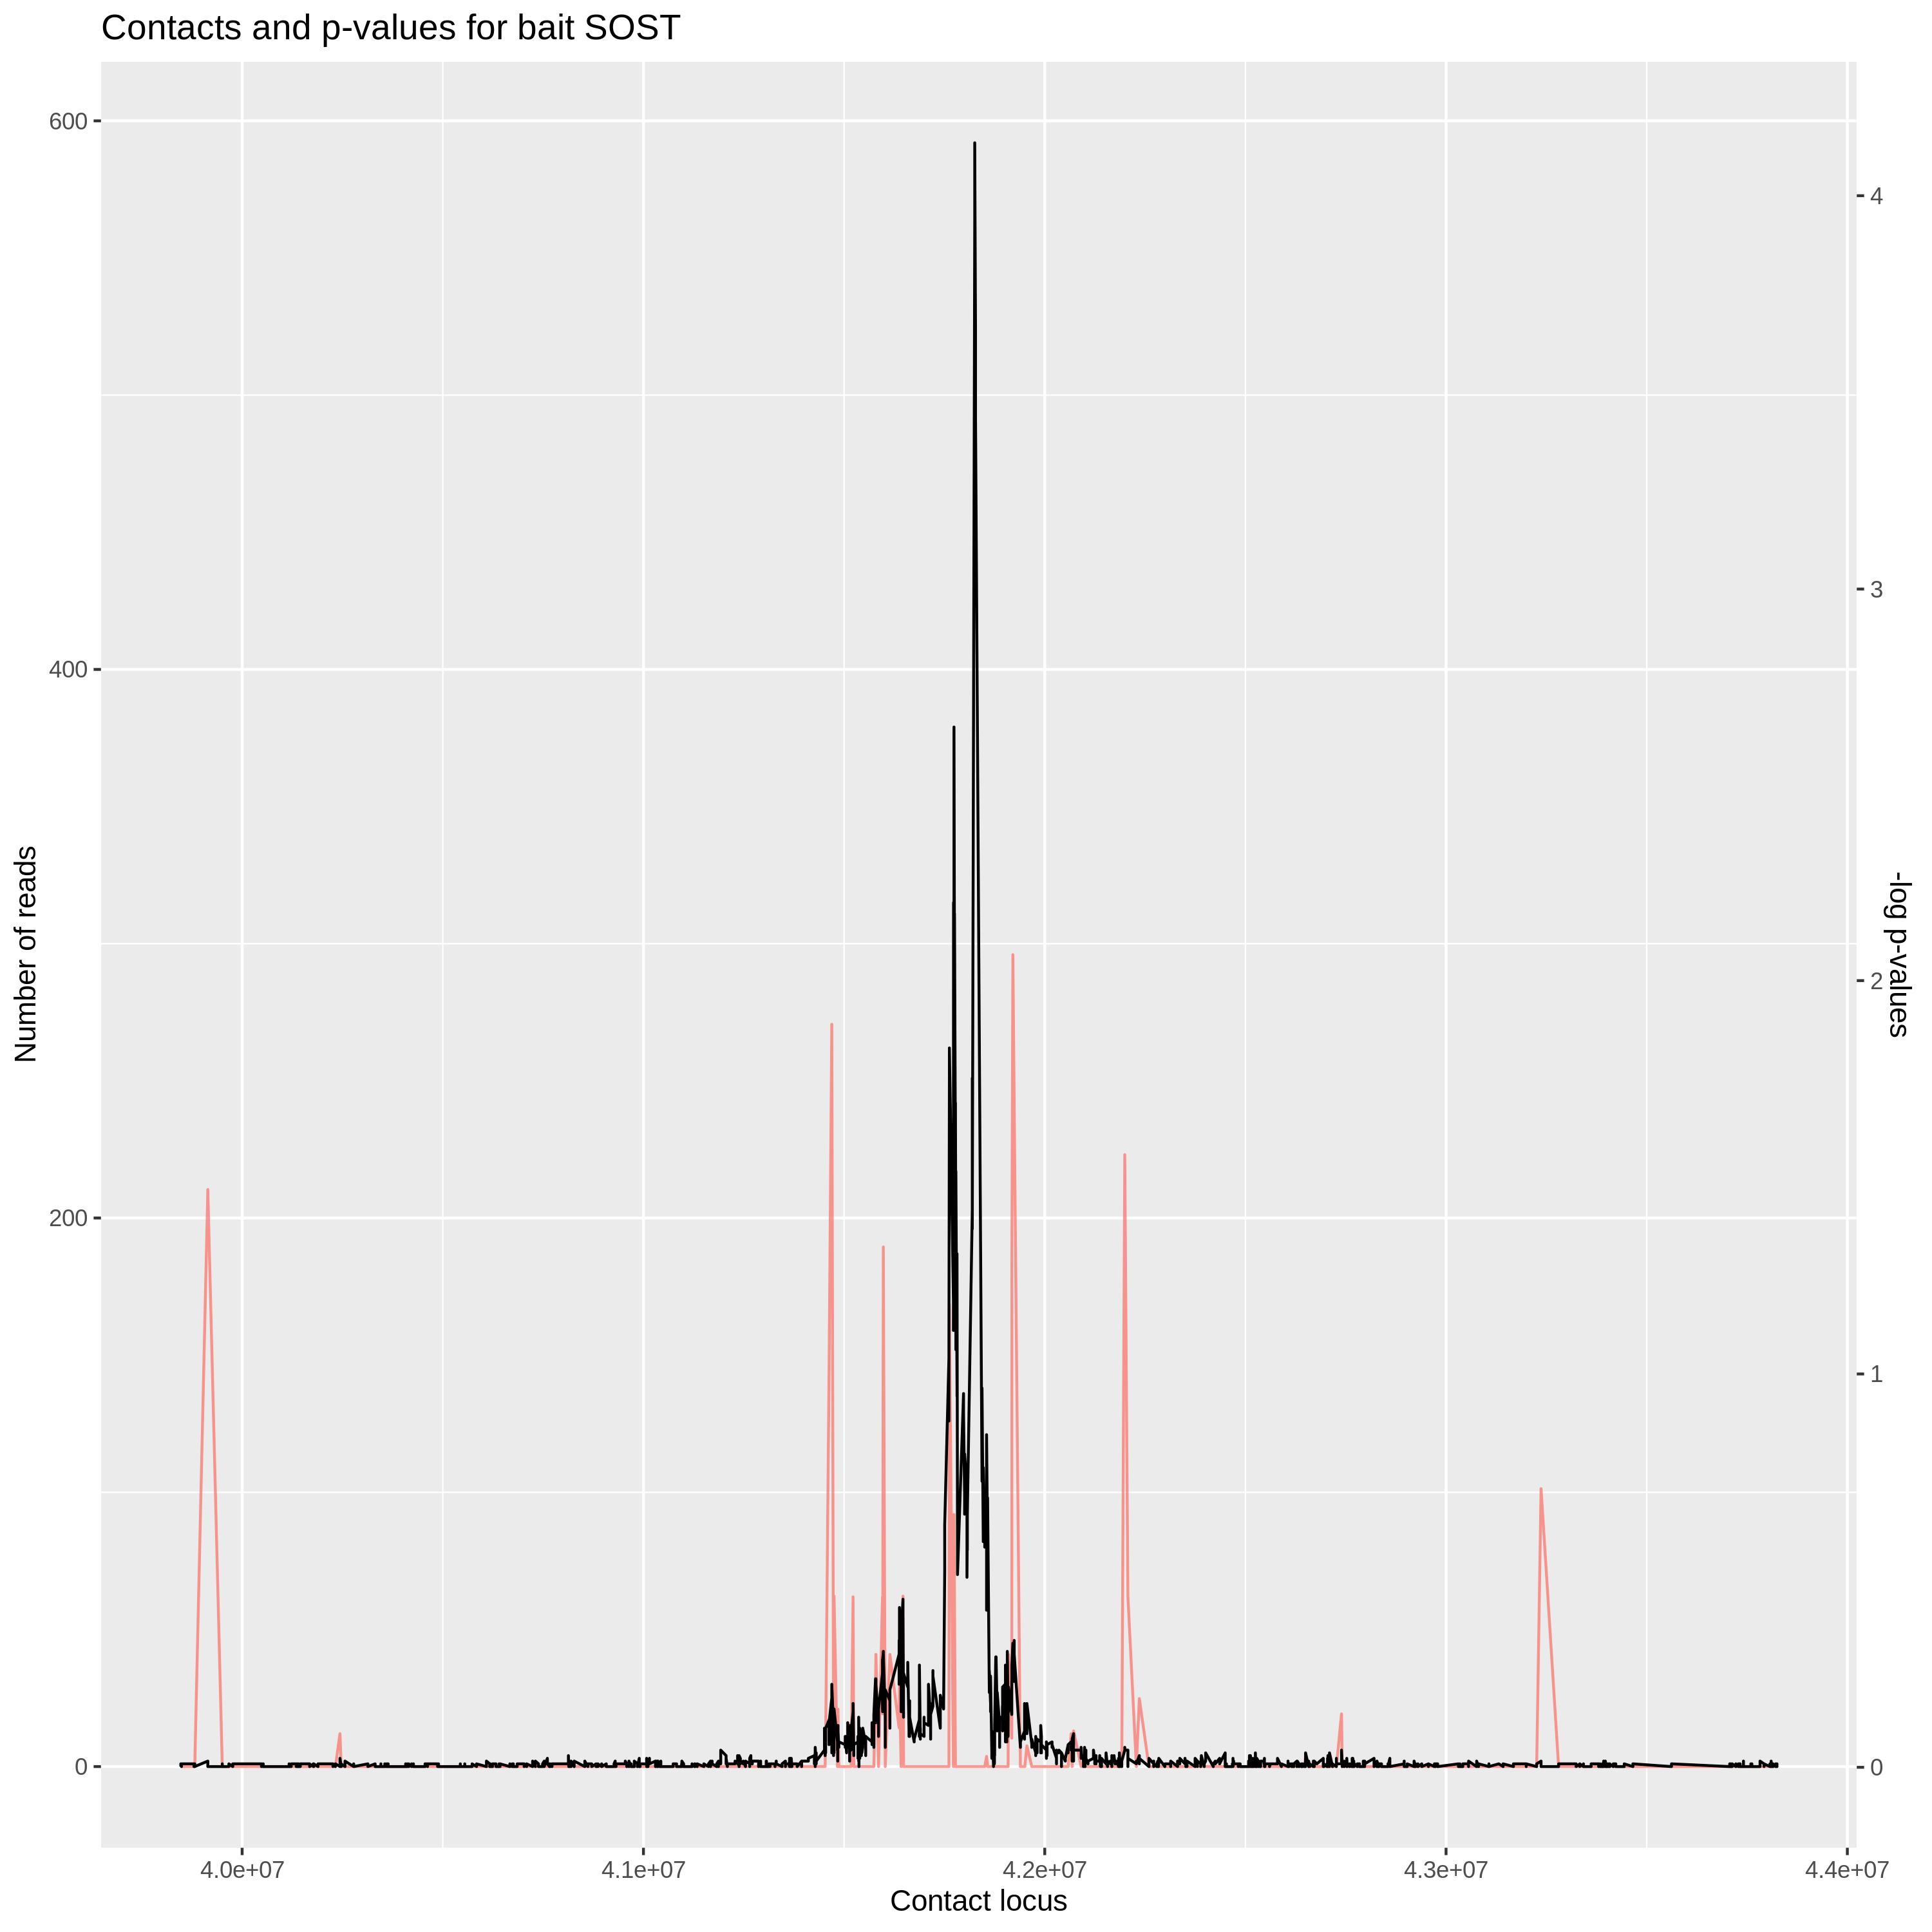 Contacts and p-values for bait SOST
600
400
200
0
Number of reads
4
3
2
1
0
-log p-values
4.0e+07
4.1e+07
4.2e+07
4.3e+07
4.4e+07
Contact locus